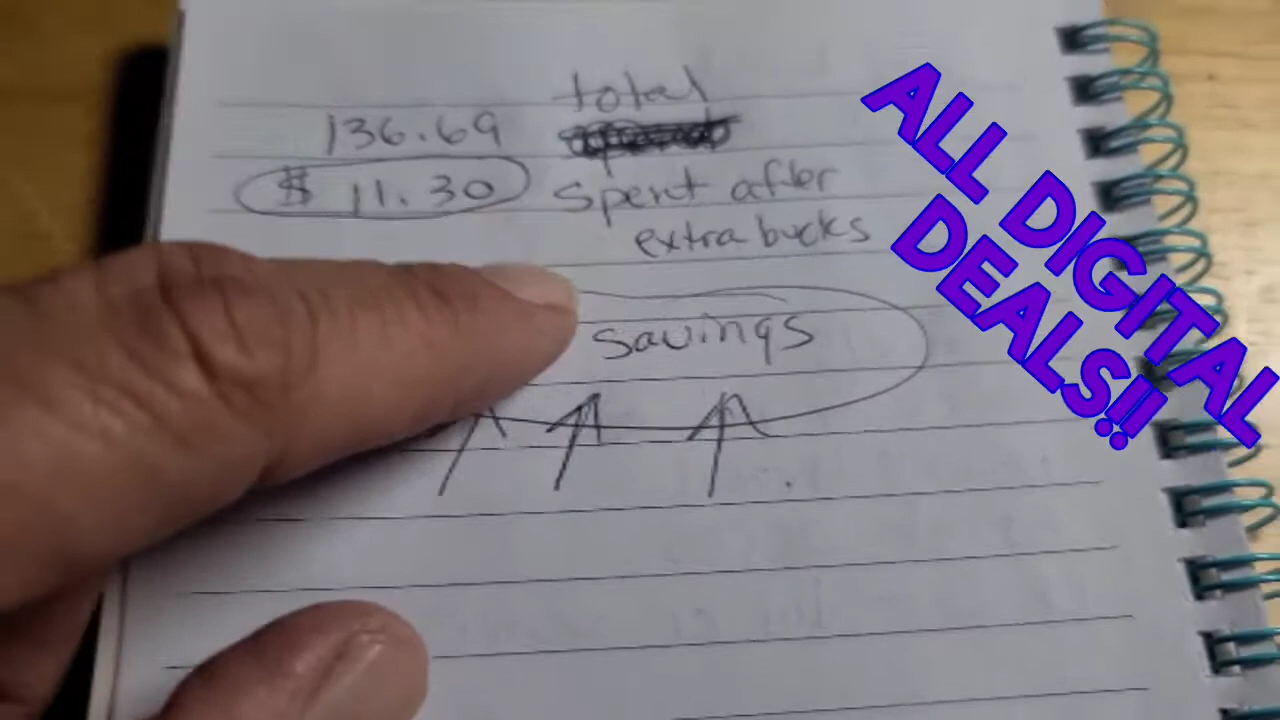 total
136.69
$ 11.30 spent after
extra bucks
savings
ALL DIGITAL
DEALS!!